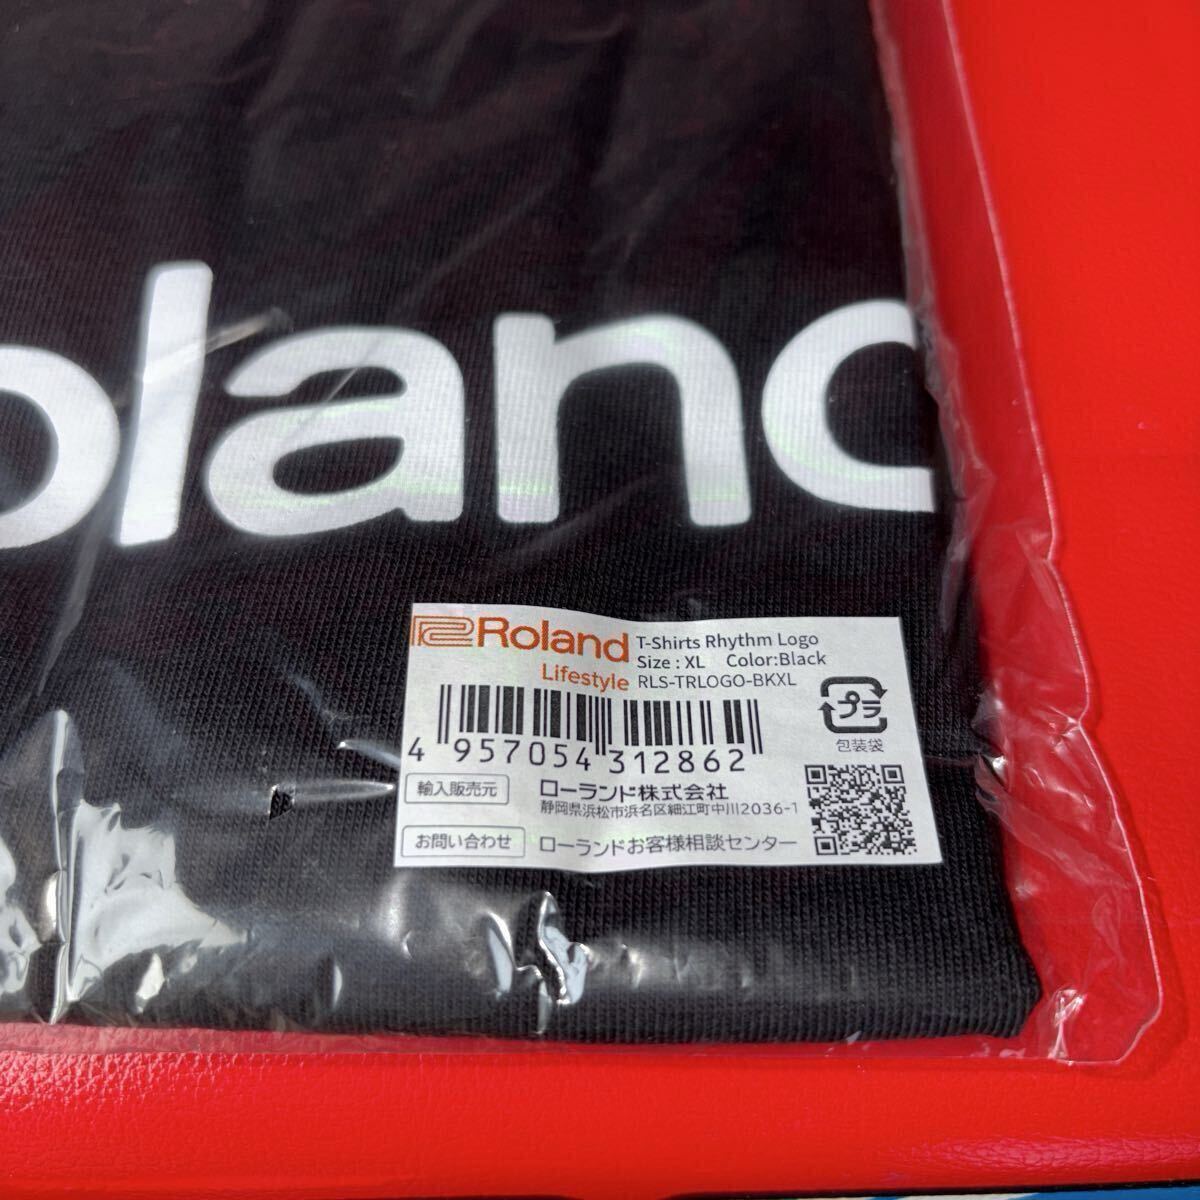 oland
Roland
Lifestyle
T-Shirts Rhythm Logo
Size : XL Color:Black
RLS-TRLOGO-BKXL
プラ
包装袋
4 957054 312862
輸入販売元 ローランド株式会社
静岡県浜松市浜名区細江町中川2036-1
お問い合わせ ローランドお客様相談センター